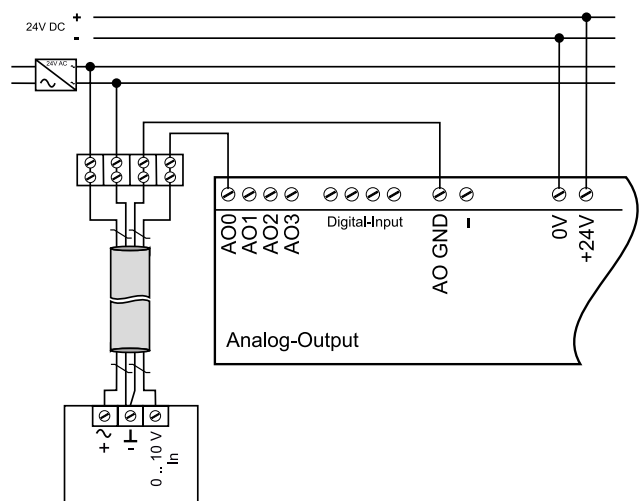 +
24V DC
-
24V AC
AO0
AO1
AO2
AO3
Digital-Input
AO GND
-
0V
+24V
Analog-Output
+
-
0 .. 10 V
In